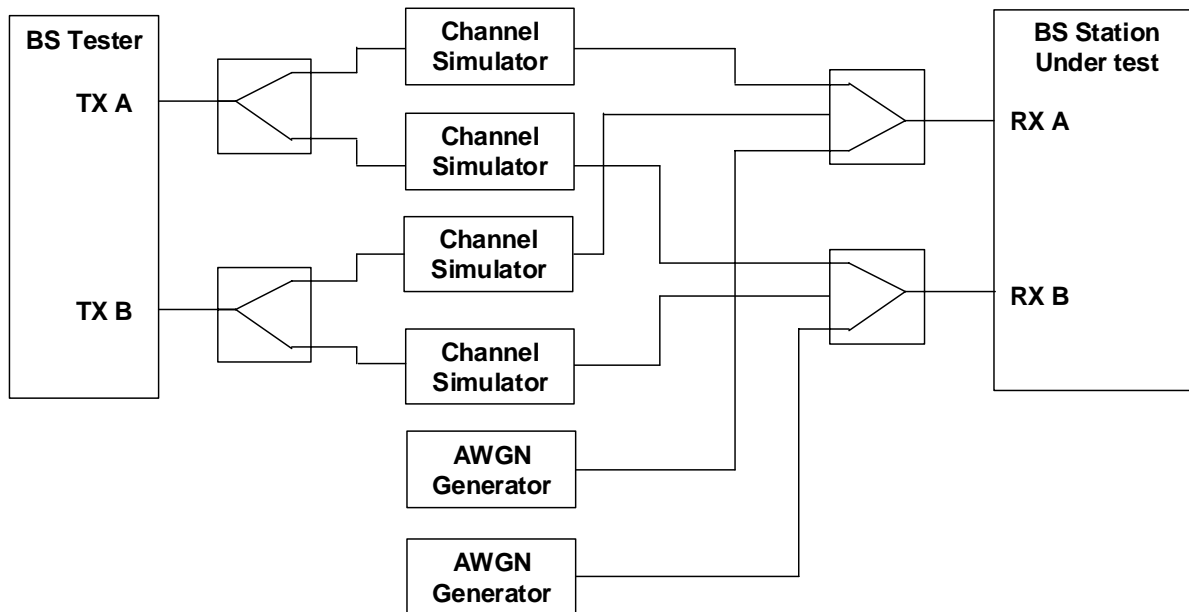 BS Tester
TX A
TX B
Channel
Simulator
Channel
Simulator
Channel
Simulator
Channel
Simulator
AWGN
Generator
AWGN
Generator
BS Station
Under test
RX A
RX B